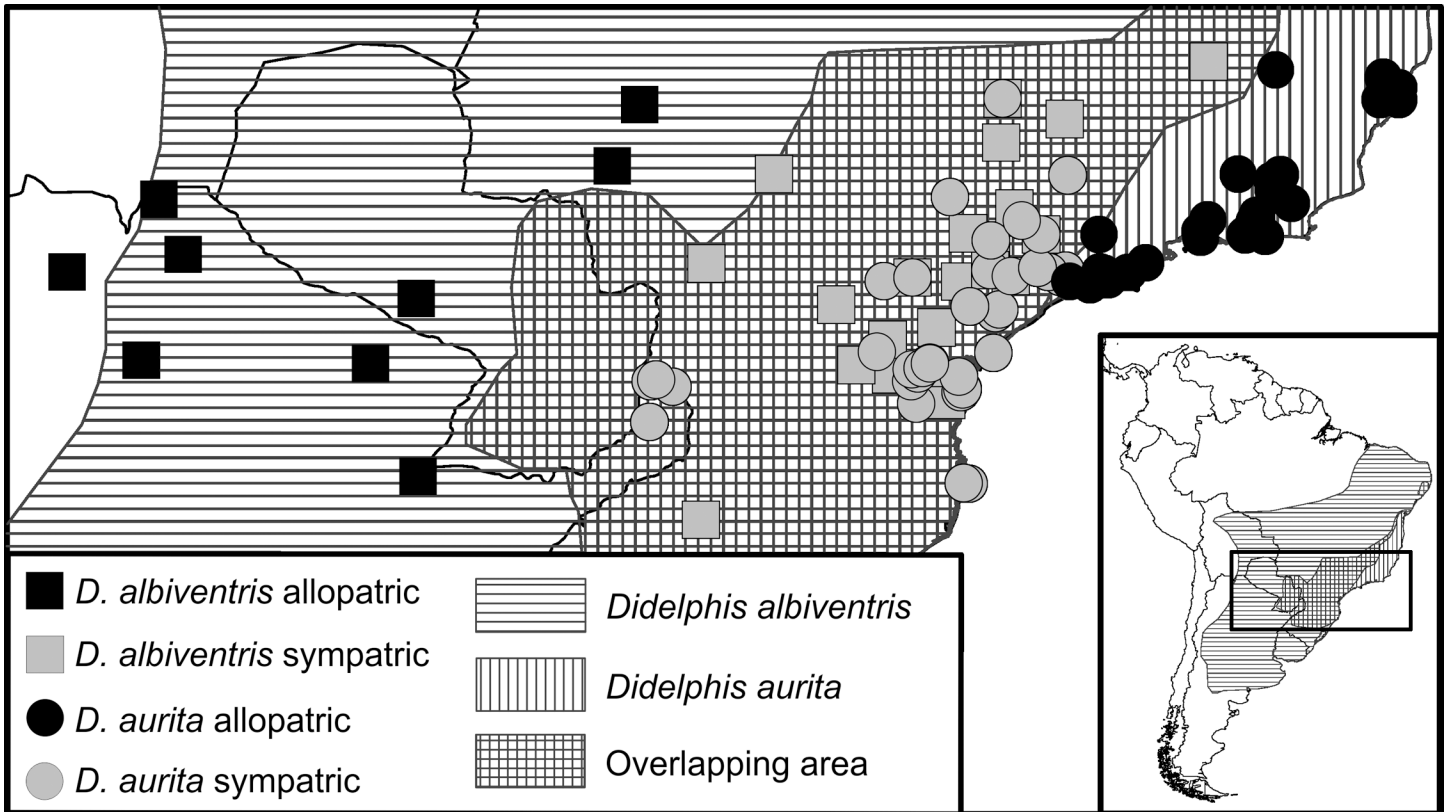 D. albiventris allopatric
D. albiventris sympatric
D. aurita allopatric
D. aurita sympatric
Didelphis albiventris
Didelphis aurita
Overlapping area